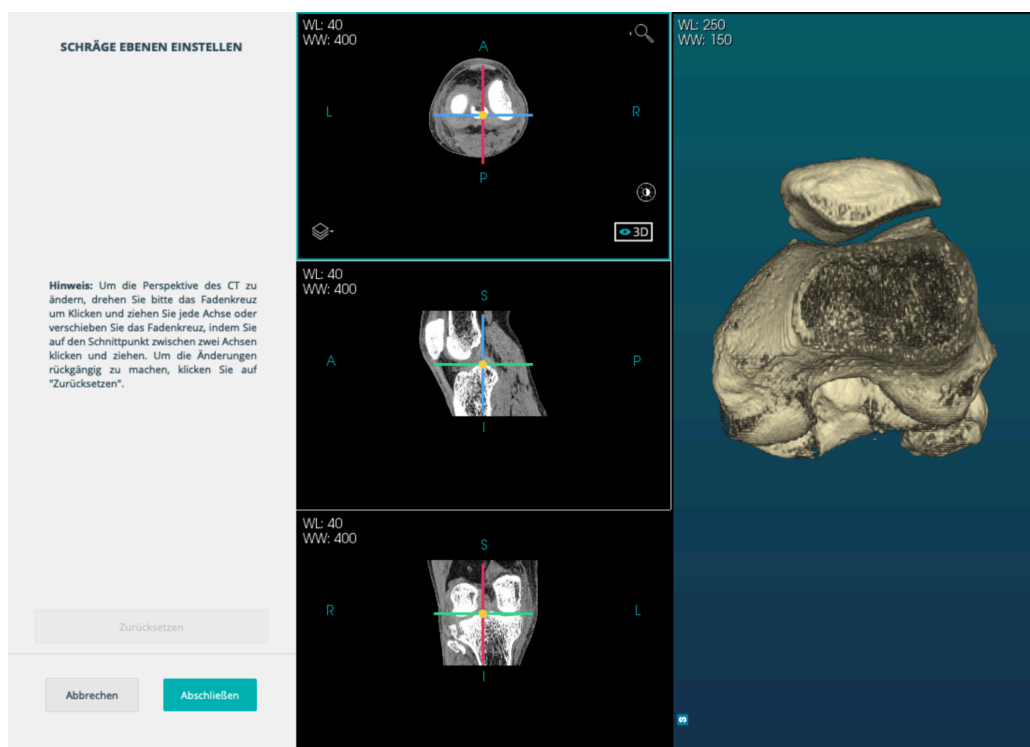 SCHRÄGE EBENEN EINSTELLEN
Hinweis: Um die Perspektive des CT zu
ändern, drehen Sie bitte das Fadenkreuz
um Klicken und ziehen Sie jede Achse oder
verschieben Sie das Fadenkreuz, indem Sie
auf den Schnittpunkt zwischen zwei Achsen
klicken und ziehen. Um die Änderungen
rückgängig zu machen, klicken Sie auf
"Zurücksetzen".
Zurücksetzen
Abbrechen
Abschließen
WL: 40
WW: 400
A
L
R
P
3D
WL: 40
WW: 400
S
A
P
I
WL: 40
WW: 400
S
R
L
I
WL: 250
WW: 150